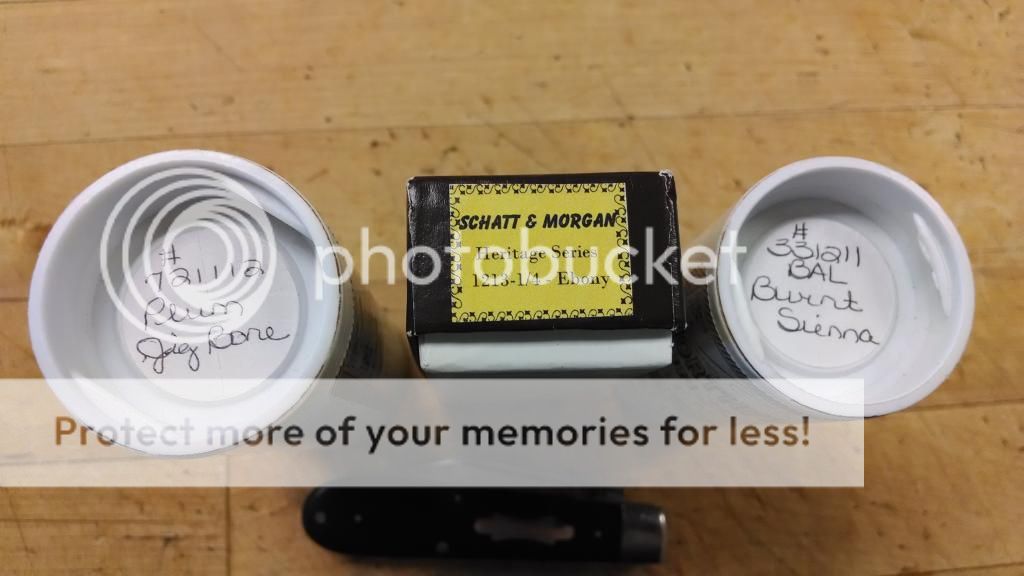 #
721112
Plum
Jig Bone
SCHATT & MORGAN
Heritage Series
1213-1/4- Ebony
#
331211
BAL
Burnt
Sienna
photobucket
Protect more of your memories for less!